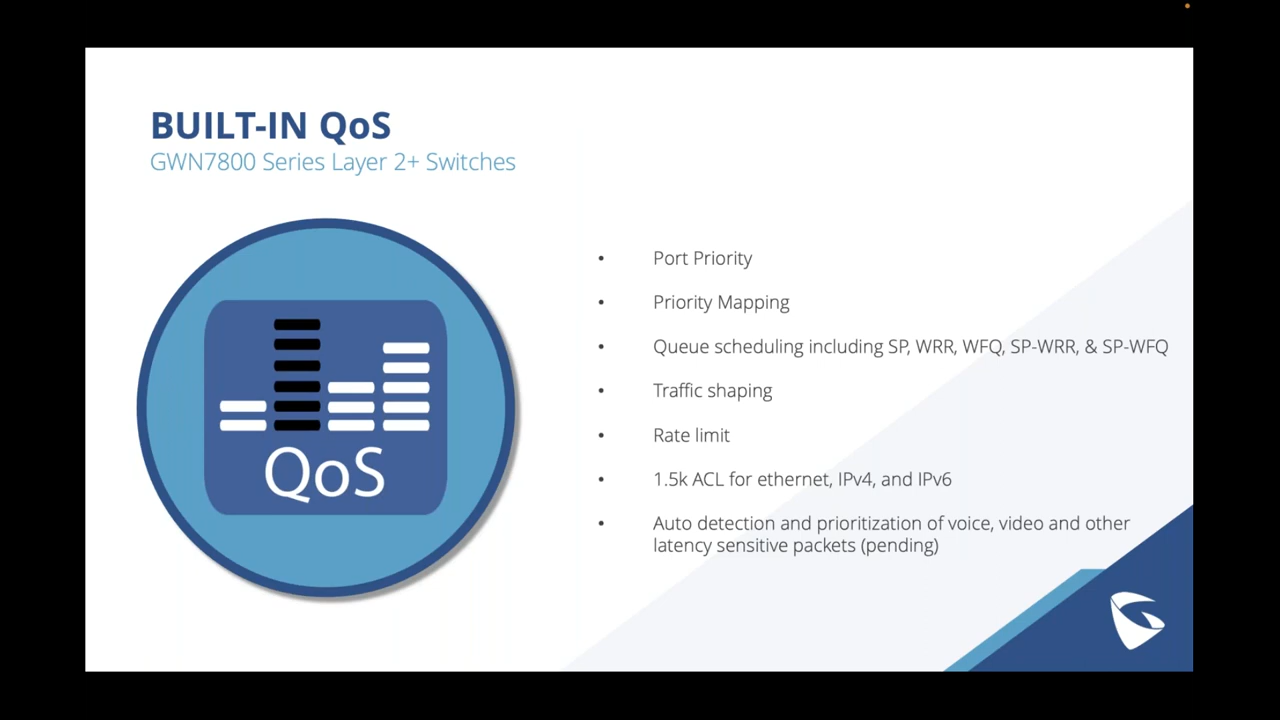 BUILT-IN QoS
GWN7800 Series Layer 2+ Switches
QoS
• Port Priority
• Priority Mapping
• Queue scheduling including SP, WRR, WFQ, SP-WRR, & SP-WFQ
• Traffic shaping
• Rate limit
• 1.5k ACL for ethernet, IPv4, and IPv6
• Auto detection and prioritization of voice, video and other
latency sensitive packets (pending)